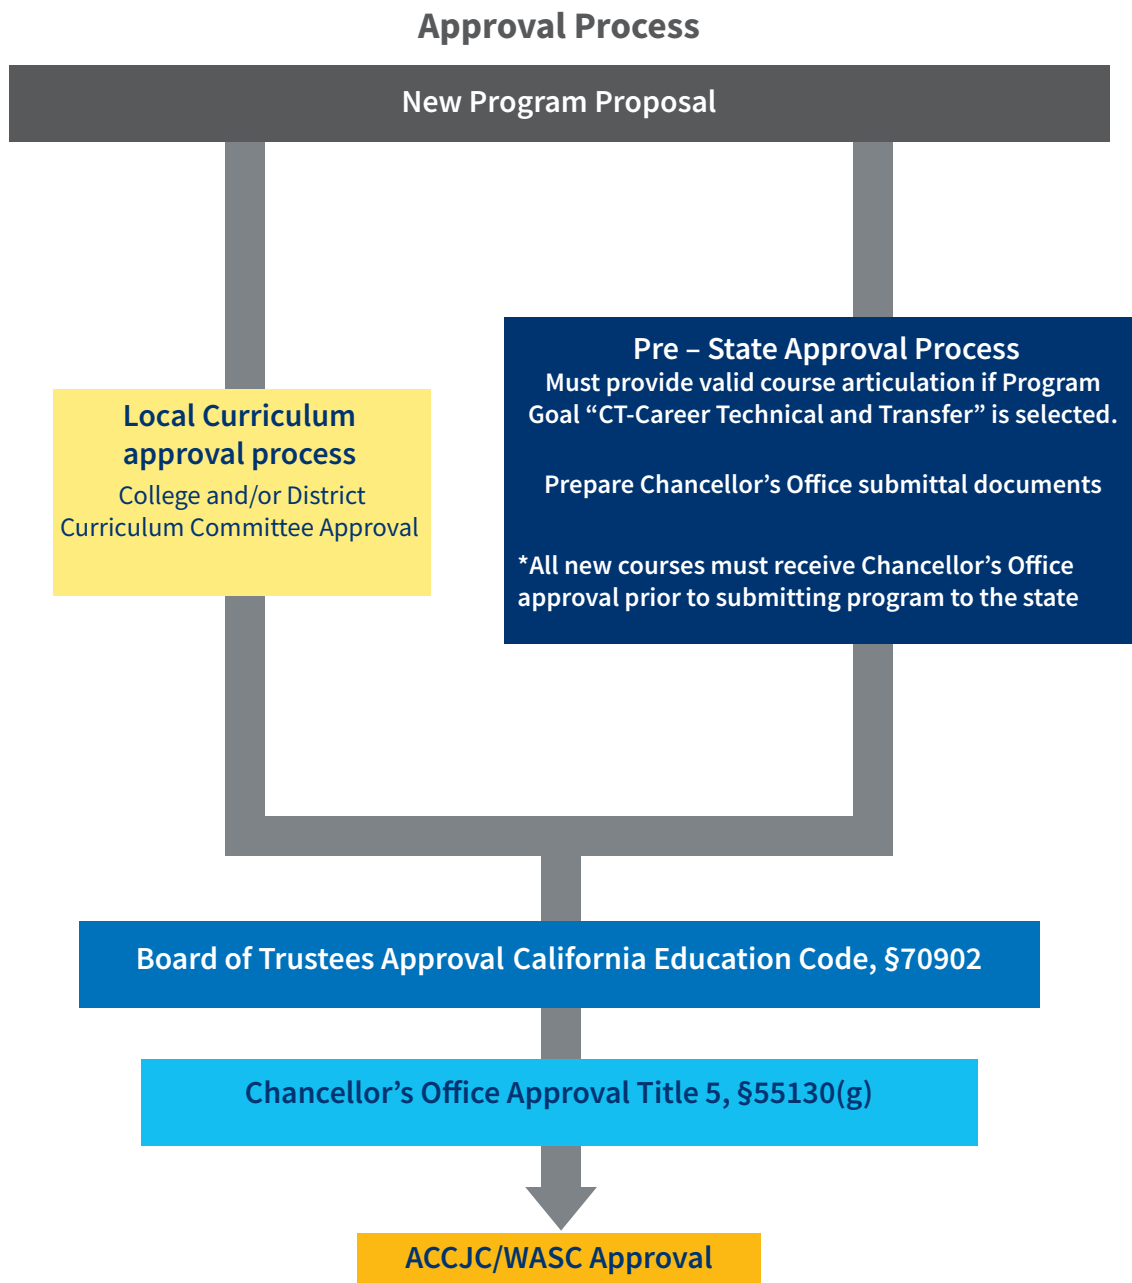 Approval Process
New Program Proposal
Local Curriculum
approval process
College and/or District
Curriculum Committee Approval
Pre – State Approval Process
Must provide valid course articulation if Program
Goal “CT-Career Technical and Transfer” is selected.
Prepare Chancellor’s Office submittal documents
*All new courses must receive Chancellor’s Office
approval prior to submitting program to the state
Board of Trustees Approval California Education Code, §70902
Chancellor’s Office Approval Title 5, §55130(g)
ACCJC/WASC Approval